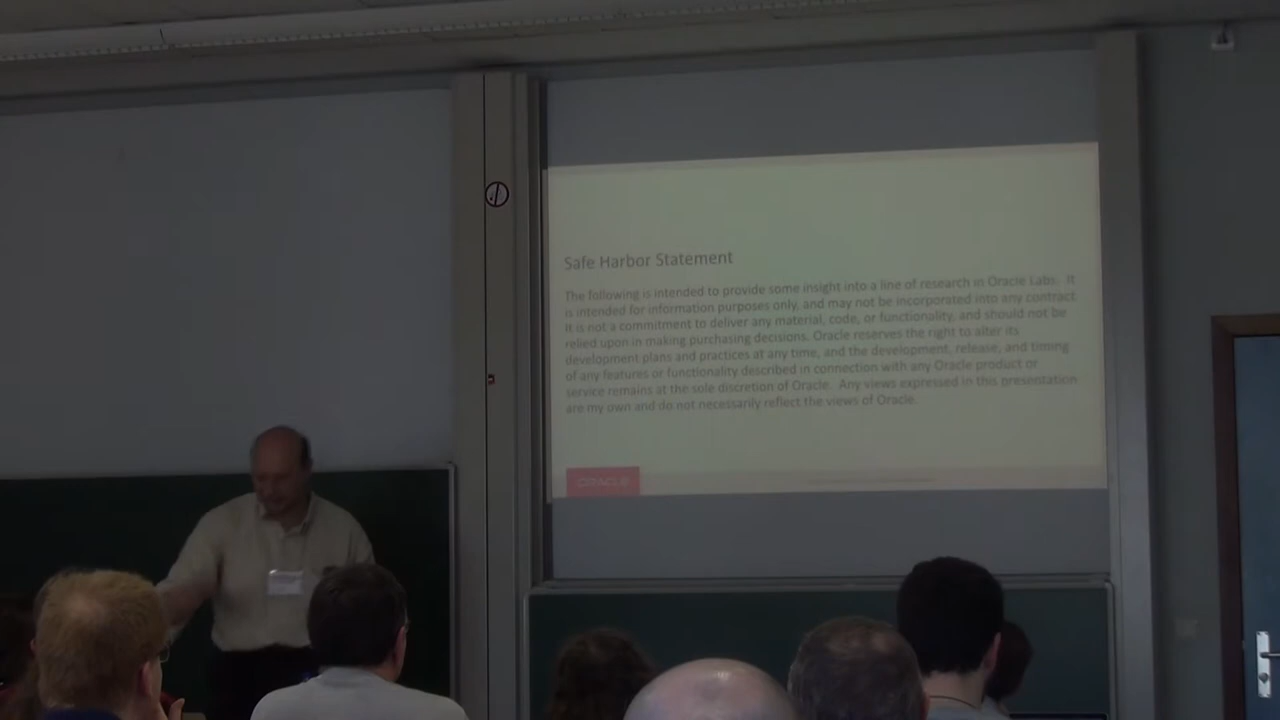 Safe Harbor Statement
The following is intended to provide some insight into a line of research in Oracle Labs. It
is intended for information purposes only, and may not be incorporated into any contract.
It is not a commitment to deliver any material, code, or functionality, and should not be
relied upon in making purchasing decisions. Oracle reserves the right to alter its
development plans and practices at any time, and the development, release, and timing
of any features or functionality described in connection with any Oracle product or
service remains at the sole discretion of Oracle. Any views expressed in this presentation
are my own and do not necessarily reflect the views of Oracle.
ORACLE